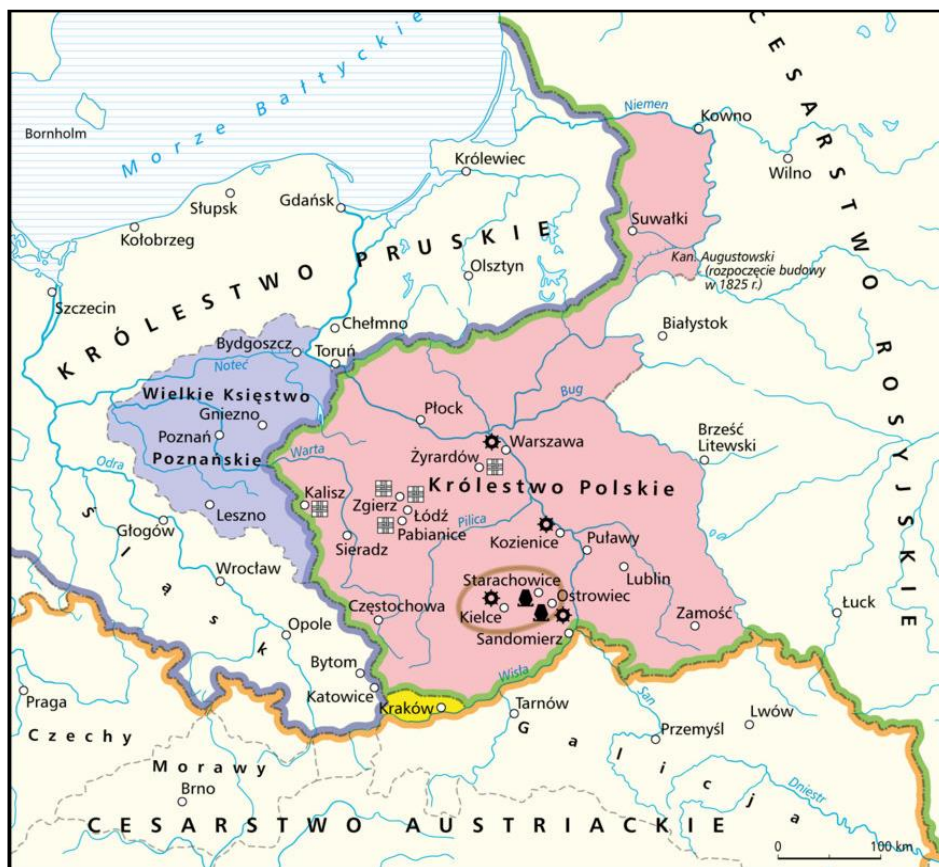 Morze Bałtyckie
Bornholm
CESARSTWO ROSYJSKIE
Niemen
Kowno
Wilno
Królewiec
Słupsk
Gdańsk
Kołobrzeg
Suwałki
KRÓLESTWO PRUSKIE
Olsztyn
Kan. Augustowski
(rozpoczęcie budowy
w 1825 r.)
Szczecin
Chełmno
Białystok
Bydgoszcz
Toruń
Noteć
Wielkie Księstwo
Poznańskie
Gniezno
Poznań
Płock
Bug
Warszawa
Brześć
Litewski
Warta
Żyrardów
Odra
Królestwo Polskie
Kalisz
Zgierz
Łódź
Pabianice
Leszno
Głogów
Pilica
Kozienice
Sieradz
Puławy
Śląsk
Wrocław
Starachowice
Lublin
Ostrowiec
Kielce
Częstochowa
Zamość
Łuck
Opole
Sandomierz
Bytom
Wisła
Katowice
Kraków
Praga
Tarnów
San
Czechy
Przemyśl
Lwów
Galicja
Morawy
Dniestr
Brno
CESARSTWO AUSTRIACKIE
0 100 km